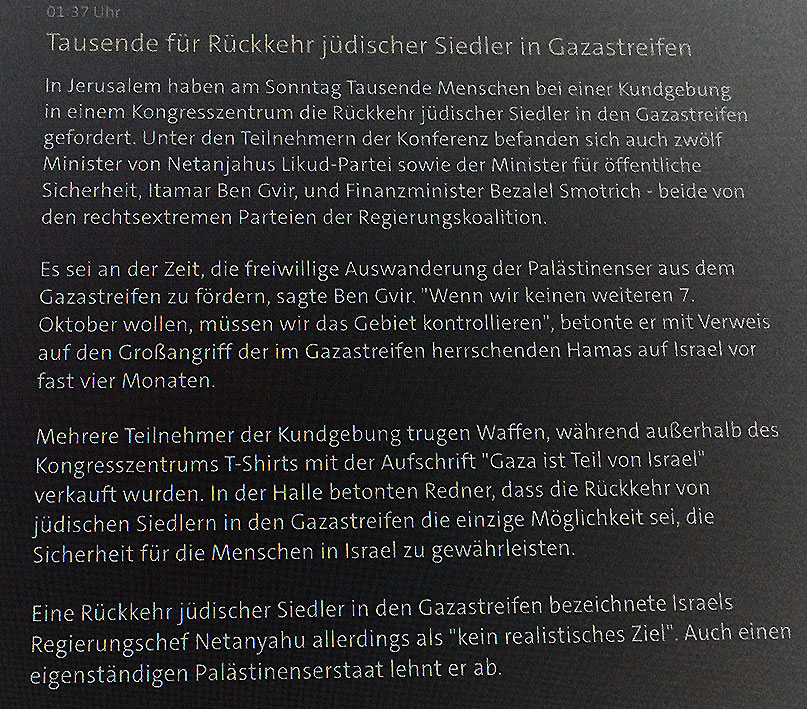 01:37 Uhr
Tausende für Rückkehr jüdischer Siedler in Gazastreifen
In Jerusalem haben am Sonntag Tausende Menschen bei einer Kundgebung
in einem Kongresszentrum die Rückkehr jüdischer Siedler in den Gazastreifen
gefordert. Unter den Teilnehmern der Konferenz befanden sich auch zwölf
Minister von Netanjahus Likud-Partei sowie der Minister für öffentliche
Sicherheit, Itamar Ben Gvir, und Finanzminister Bezalel Smotrich - beide von
den rechtsextremen Parteien der Regierungskoalition.
Es sei an der Zeit, die freiwillige Auswanderung der Palästinenser aus dem
Gazastreifen zu fördern, sagte Ben Gvir. "Wenn wir keinen weiteren 7.
Oktober wollen, müssen wir das Gebiet kontrollieren", betonte er mit Verweis
auf den Großangriff der im Gazastreifen herrschenden Hamas auf Israel vor
fast vier Monaten.
Mehrere Teilnehmer der Kundgebung trugen Waffen, während außerhalb des
Kongresszentrums T-Shirts mit der Aufschrift "Gaza ist Teil von Israel"
verkauft wurden. In der Halle betonten Redner, dass die Rückkehr von
jüdischen Siedlern in den Gazastreifen die einzige Möglichkeit sei, die
Sicherheit für die Menschen in Israel zu gewährleisten.
Eine Rückkehr jüdischer Siedler in den Gazastreifen bezeichnete Israels
Regierungschef Netanyahu allerdings als "kein realistisches Ziel". Auch einen
eigenständigen Palästinenserstaat lehnt er ab.